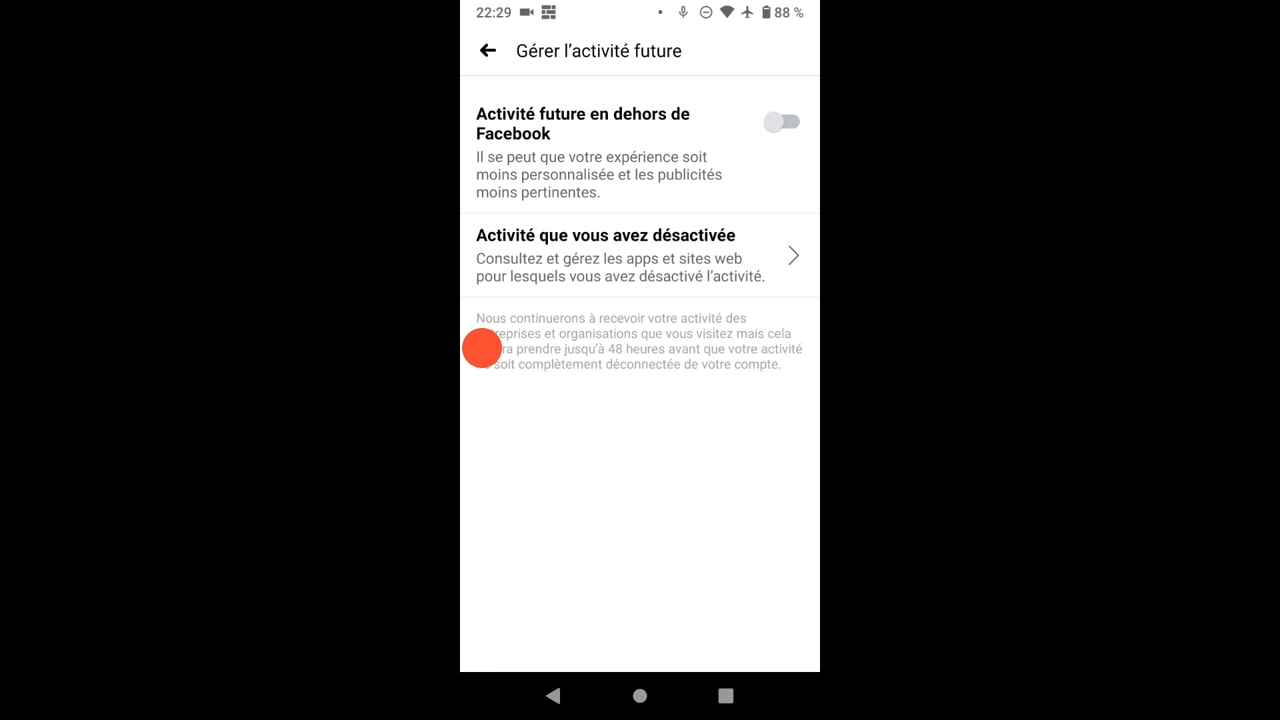 22:29
88 %
Gérer l’activité future
Activité future en dehors de
Facebook
Il se peut que votre expérience soit
moins personnalisée et les publicités
moins pertinentes.
Activité que vous avez désactivée
Consultez et gérez les apps et sites web
pour lesquels vous avez désactivé l’activité.
Nous continuerons à recevoir votre activité des
et organisations que vous visitez mais cela
prendre jusqu’à 48 heures avant que votre activité
soit complètement déconnectée de votre compte.